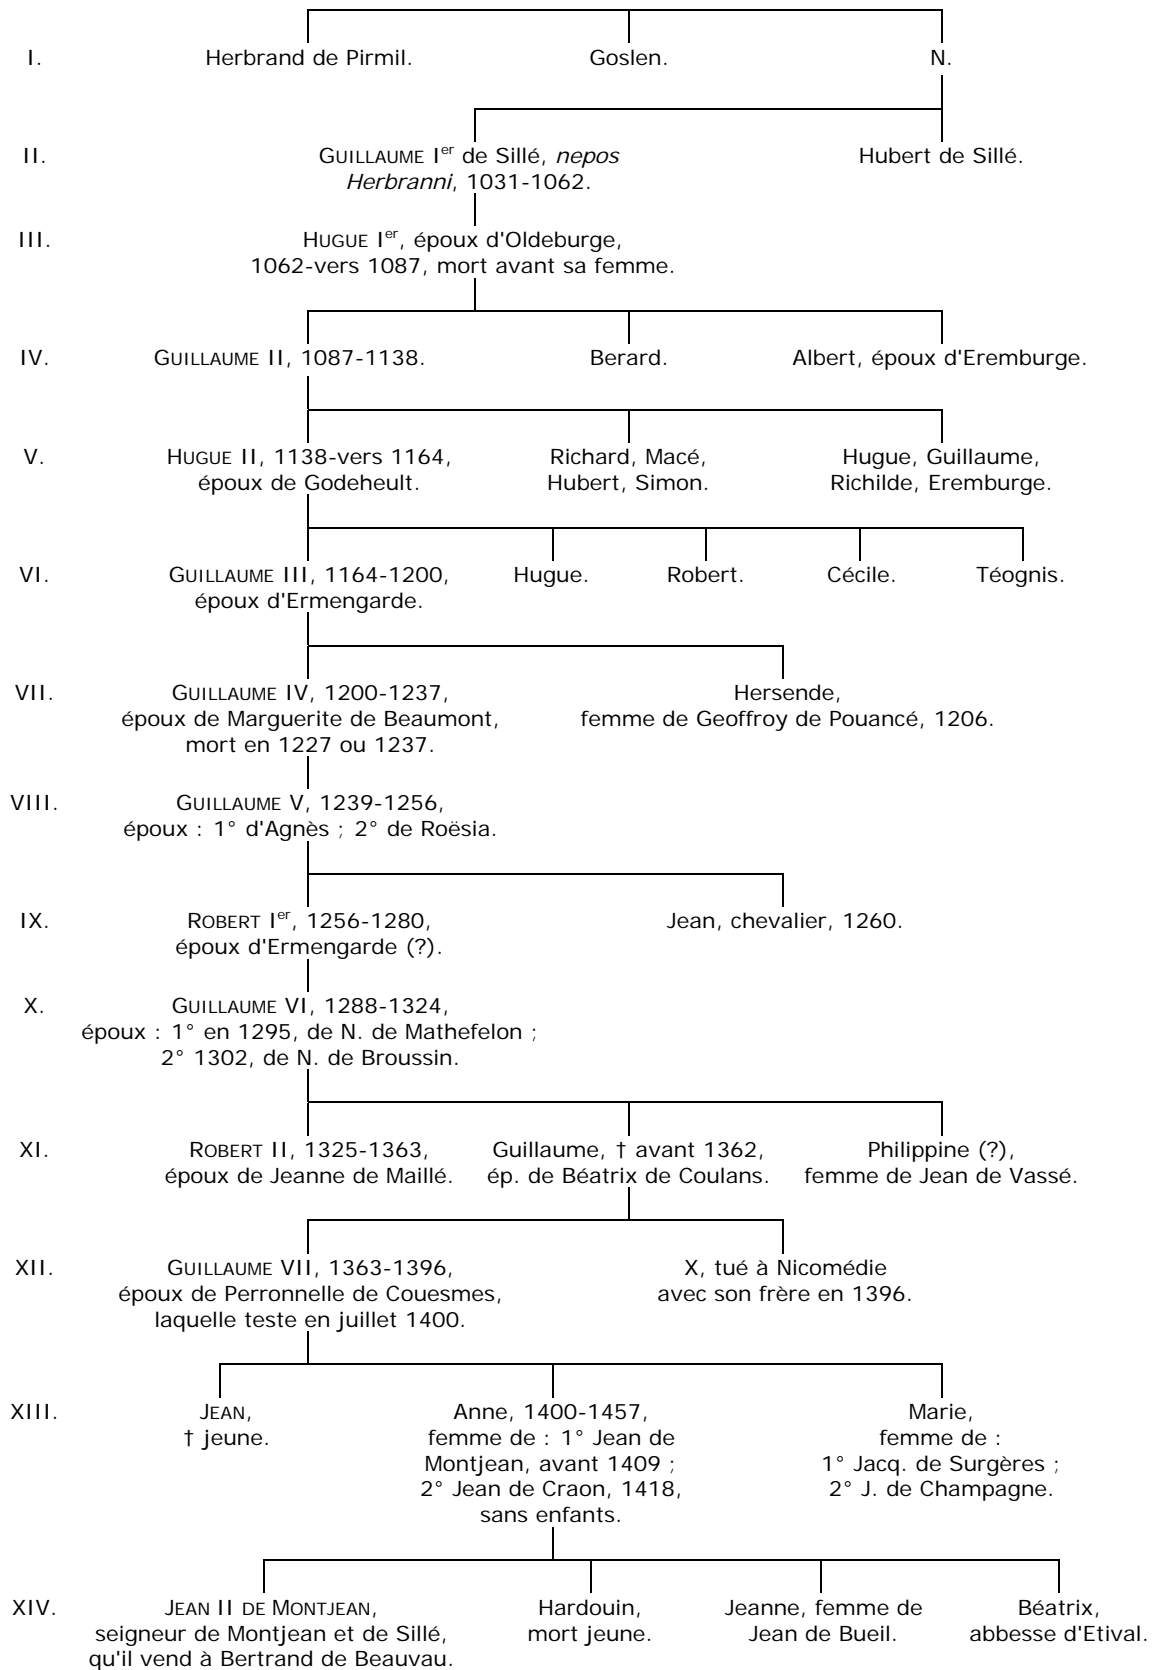 I. Herbrand de Pirmil. Goslen. N.
II. GUILLAUME Ier de Sillé, nepos Hubert de Sillé.
Herbranni, 1031-1062.
III. HUGUE Ier, époux d'Oldeburge,
1062-vers 1087, mort avant sa femme.
IV. GUILLAUME II, 1087-1138. Berard. Albert, époux d'Eremburge.
V. HUGUE II, 1138-vers 1164, Richard, Macé, Hugue, Guillaume,
époux de Godeheult. Hubert, Simon. Richilde, Eremburge.
VI. GUILLAUME III, 1164-1200, Hugue. Robert. Cécile. Téognis.
époux d'Ermengarde.
VII. GUILLAUME IV, 1200-1237, Hersende,
époux de Marguerite de Beaumont, femme de Geoffroy de Pouancé, 1206.
mort en 1227 ou 1237.
VIII. GUILLAUME V, 1239-1256,
époux : 1° d'Agnès ; 2° de Roësia.
IX. ROBERT Ier, 1256-1280, Jean, chevalier, 1260.
époux d'Ermengarde (?).
X. GUILLAUME VI, 1288-1324,
époux : 1° en 1295, de N. de Mathefelon ;
2° 1302, de N. de Broussin.
XI. ROBERT II, 1325-1363, Guillaume, † avant 1362, Philippine (?),
époux de Jeanne de Maillé. ép. de Béatrix de Coulans. femme de Jean de Vassé.
XII. GUILLAUME VII, 1363-1396, X, tué à Nicomédie
époux de Perronnelle de Couesmes, avec son frère en 1396.
laquelle teste en juillet 1400.
XIII. JEAN, Anne, 1400-1457, Marie,
† jeune. femme de : 1° Jean de femme de :
Montjean, avant 1409 ; 1° Jacq. de Surgères ;
2° Jean de Craon, 1418, 2° J. de Champagne.
sans enfants.
XIV. JEAN II DE MONTJEAN, Hardouin, Jeanne, femme de Béatrix,
seigneur de Montjean et de Sillé, mort jeune. Jean de Bueil. abbesse d'Etival.
qu'il vend à Bertrand de Beauvau.